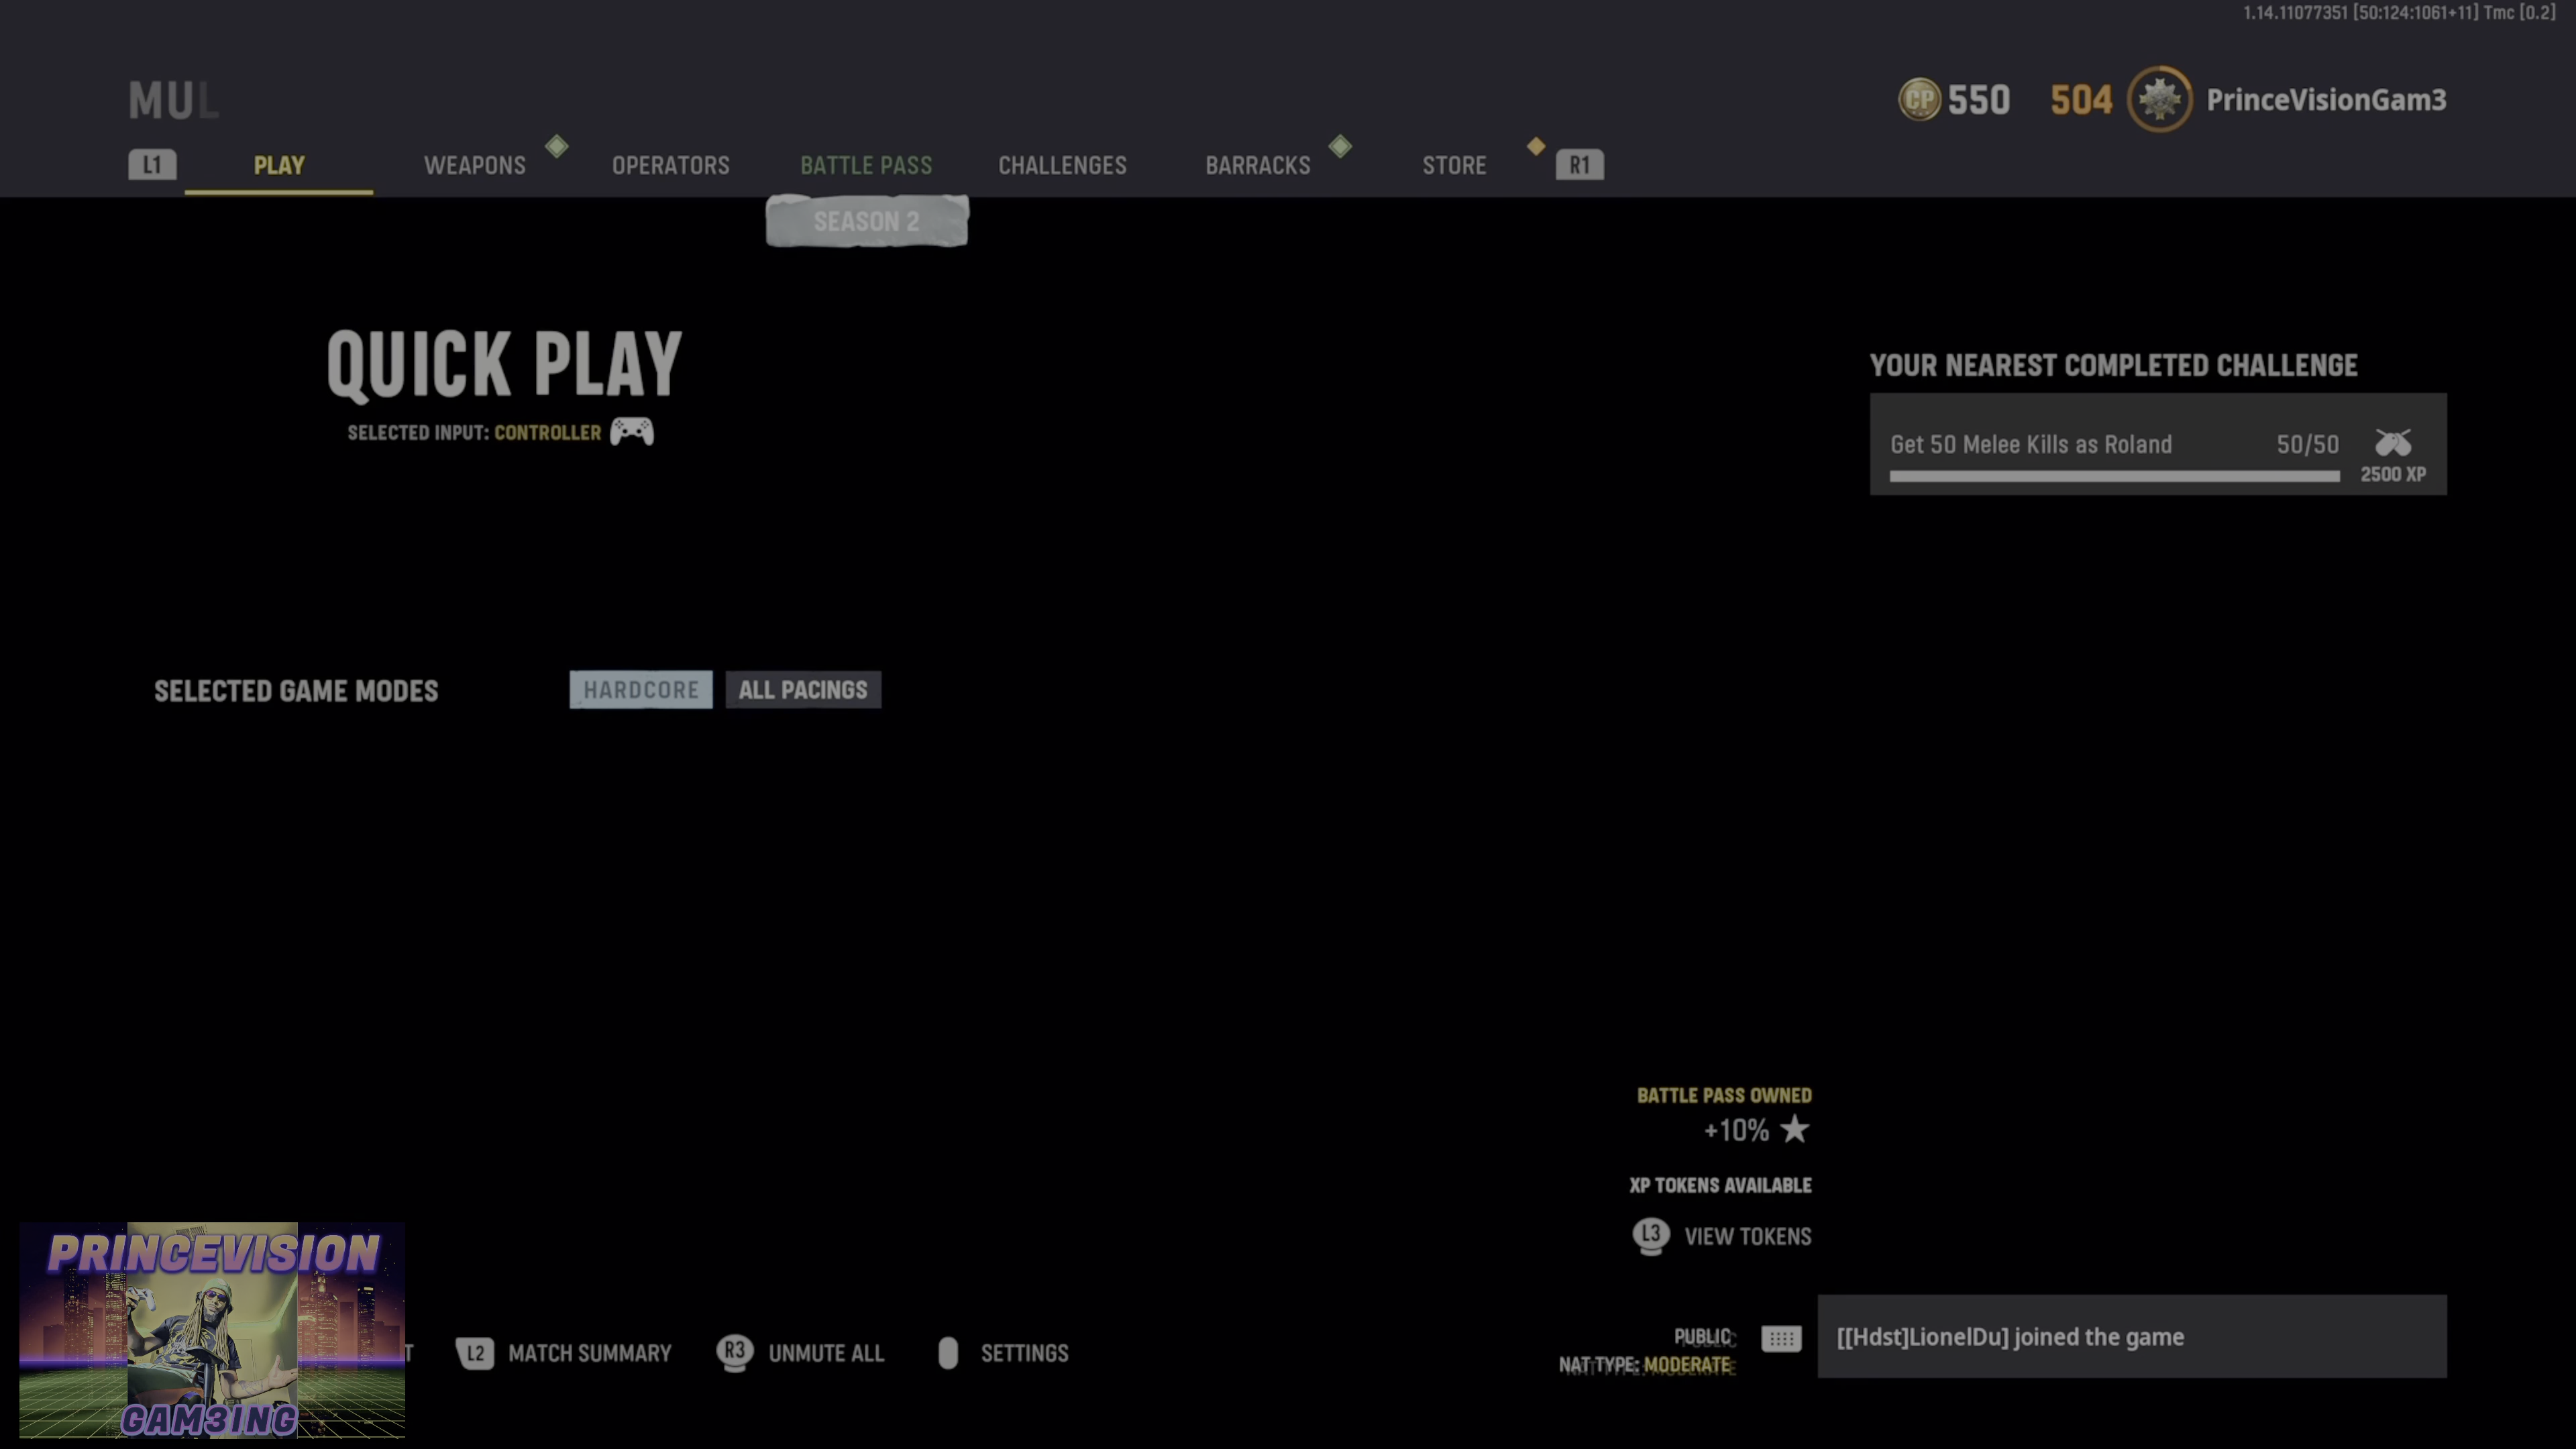 1.14.11077351 [50:124:1061+11] Tmc [0.2]
MUL
CP 550 504 PrinceVisionGam3
L1 PLAY WEAPONS OPERATORS BATTLE PASS CHALLENGES BARRACKS STORE R1
SEASON 2
QUICK PLAY
SELECTED INPUT: CONTROLLER
YOUR NEAREST COMPLETED CHALLENGE
Get 50 Melee Kills as Roland 50/50
2500 XP
SELECTED GAME MODES HARDCORE ALL PACINGS
BATTLE PASS OWNED
+10%
XP TOKENS AVAILABLE
L3 VIEW TOKENS
PRINCEVISION
GAM3ING
T L2 MATCH SUMMARY R3 UNMUTE ALL SETTINGS
PUBLIC
NAT TYPE: MODERATE
[[Hdst]LionelDu] joined the game